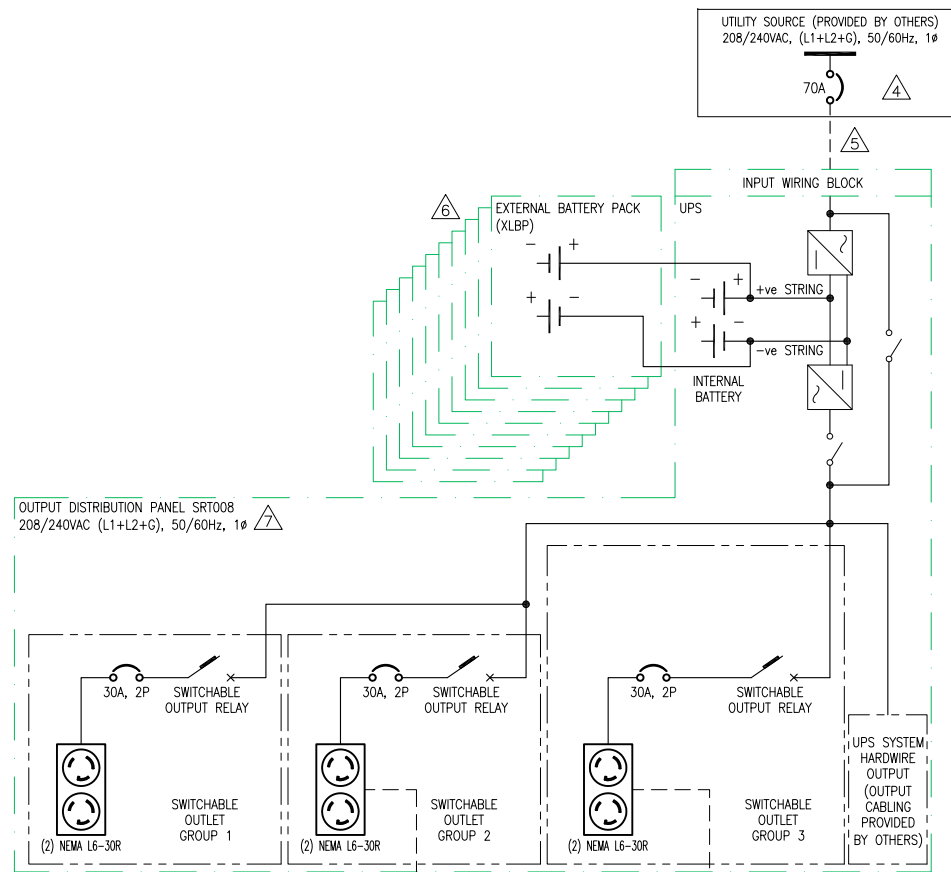 UTILITY SOURCE (PROVIDED BY OTHERS)
208/240VAC, (L1+L2+G), 50/60Hz, 1ø
70A
4
5
INPUT WIRING BLOCK
6
EXTERNAL BATTERY PACK
(XLBP)
UPS
- +
+ -
- +
+ve STRING
+ -
-ve STRING
INTERNAL
BATTERY
OUTPUT DISTRIBUTION PANEL SRT008
208/240VAC (L1+L2+G), 50/60Hz, 1ø
7
30A, 2P
SWITCHABLE
OUTPUT RELAY
SWITCHABLE
OUTLET
GROUP 1
(2) NEMA L6-30R
30A, 2P
SWITCHABLE
OUTPUT RELAY
SWITCHABLE
OUTLET
GROUP 2
(2) NEMA L6-30R
30A, 2P
SWITCHABLE
OUTPUT RELAY
SWITCHABLE
OUTLET
GROUP 3
(2) NEMA L6-30R
UPS SYSTEM
HARDWIRE
OUTPUT
(OUTPUT
CABLING
PROVIDED
BY OTHERS)